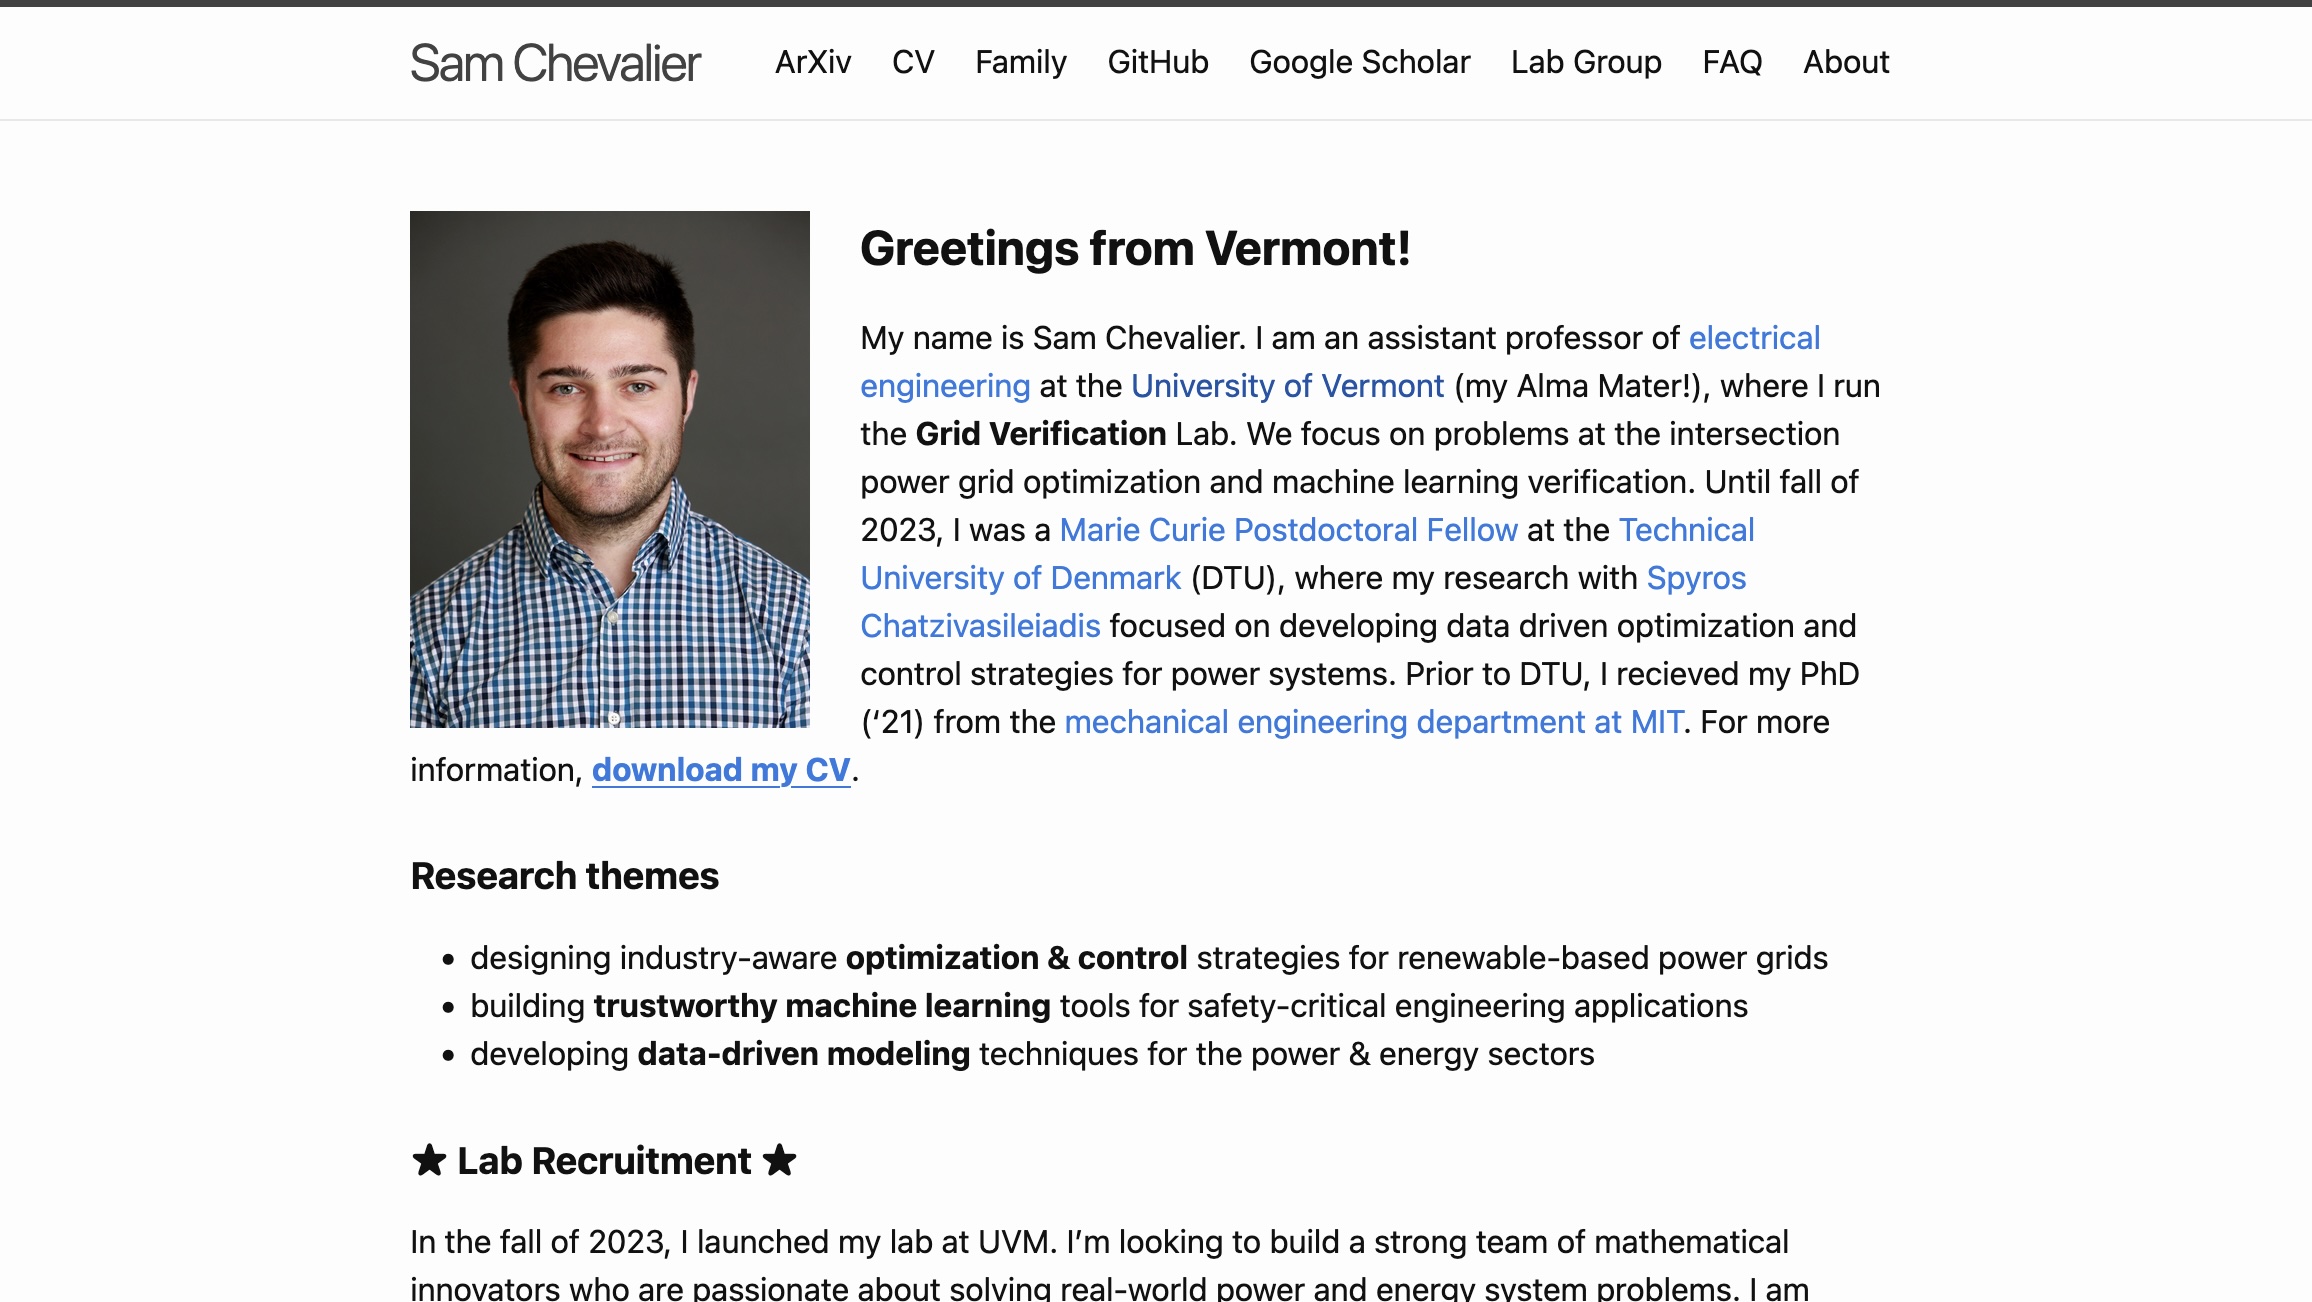 Sam Chevalier ArXiv CV Family GitHub Google Scholar Lab Group FAQ About
Greetings from Vermont!
My name is Sam Chevalier. I am an assistant professor of electrical
engineering at the University of Vermont (my Alma Mater!), where I run
the Grid Verification Lab. We focus on problems at the intersection
power grid optimization and machine learning verification. Until fall of
2023, I was a Marie Curie Postdoctoral Fellow at the Technical
University of Denmark (DTU), where my research with Spyros
Chatzivasileiadis focused on developing data driven optimization and
control strategies for power systems. Prior to DTU, I recieved my PhD
(‘21) from the mechanical engineering department at MIT. For more
information, download my CV.
Research themes
• designing industry-aware optimization & control strategies for renewable-based power grids
• building trustworthy machine learning tools for safety-critical engineering applications
• developing data-driven modeling techniques for the power & energy sectors
★ Lab Recruitment ★
In the fall of 2023, I launched my lab at UVM. I’m looking to build a strong team of mathematical
innovators who are passionate about solving real-world power and energy system problems. I am